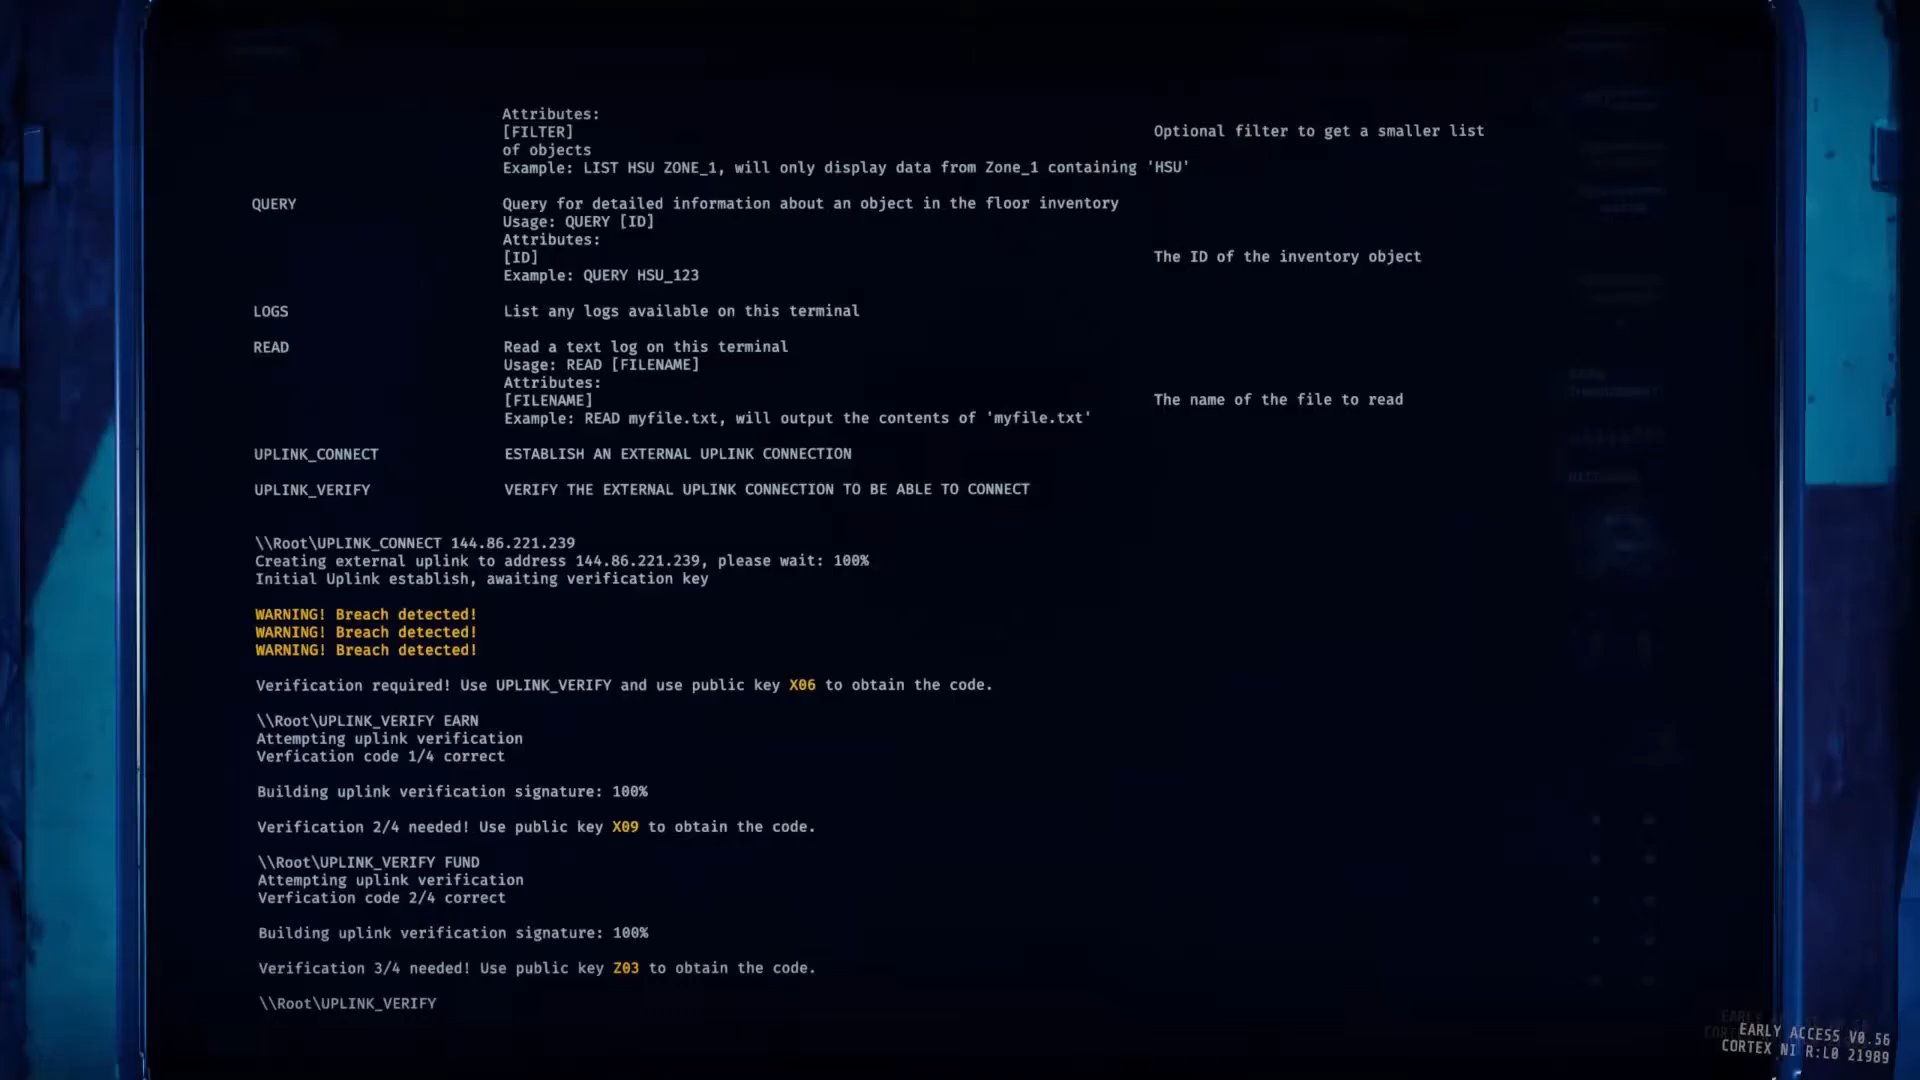 Attributes:
[FILTER] Optional filter to get a smaller list
of objects
Example: LIST HSU ZONE_1, will only display data from Zone_1 containing 'HSU'
QUERY Query for detailed information about an object in the floor inventory
Usage: QUERY [ID]
Attributes:
[ID] The ID of the inventory object
Example: QUERY HSU_123
LOGS List any logs available on this terminal
READ Read a text log on this terminal
Usage: READ [FILENAME]
Attributes:
[FILENAME] The name of the file to read
Example: READ myfile.txt, will output the contents of 'myfile.txt'
UPLINK_CONNECT ESTABLISH AN EXTERNAL UPLINK CONNECTION
UPLINK_VERIFY VERIFY THE EXTERNAL UPLINK CONNECTION TO BE ABLE TO CONNECT
\\Root\UPLINK_CONNECT 144.86.221.239
Creating external uplink to address 144.86.221.239, please wait: 100%
Initial Uplink establish, awaiting verification key
WARNING! Breach detected!
WARNING! Breach detected!
WARNING! Breach detected!
Verification required! Use UPLINK_VERIFY and use public key X06 to obtain the code.
\\Root\UPLINK_VERIFY EARN
Attempting uplink verification
Verfication code 1/4 correct
Building uplink verification signature: 100%
Verification 2/4 needed! Use public key X09 to obtain the code.
\\Root\UPLINK_VERIFY FUND
Attempting uplink verification
Verfication code 2/4 correct
Building uplink verification signature: 100%
Verification 3/4 needed! Use public key Z03 to obtain the code.
\\Root\UPLINK_VERIFY
EARLY ACCESS V0.56
CORTEX NI R:L0 21989